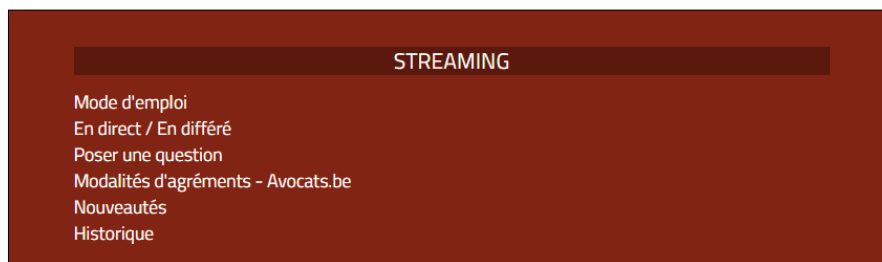 STREAMING
Mode d'emploi
En direct / En différé
Poser une question
Modalités d'agréments - Avocats.be
Nouveautés
Historique